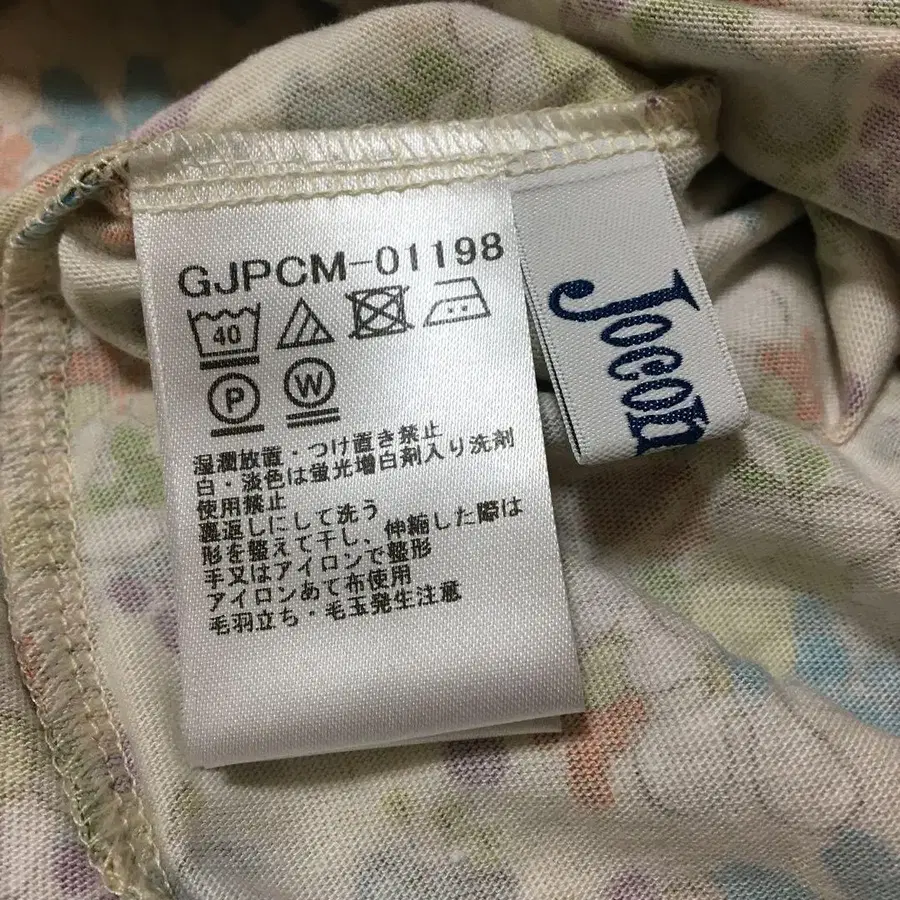 GJPCM-01198
40
P
W
湿潤放置・つけ置き禁止
白・淡色は蛍光増白剤入り洗剤
使用禁止
裏返しにして洗う
形を整えて干し、伸縮した際は
手又はアイロンで整形
アイロンあて布使用
毛羽立ち・毛玉発生注意